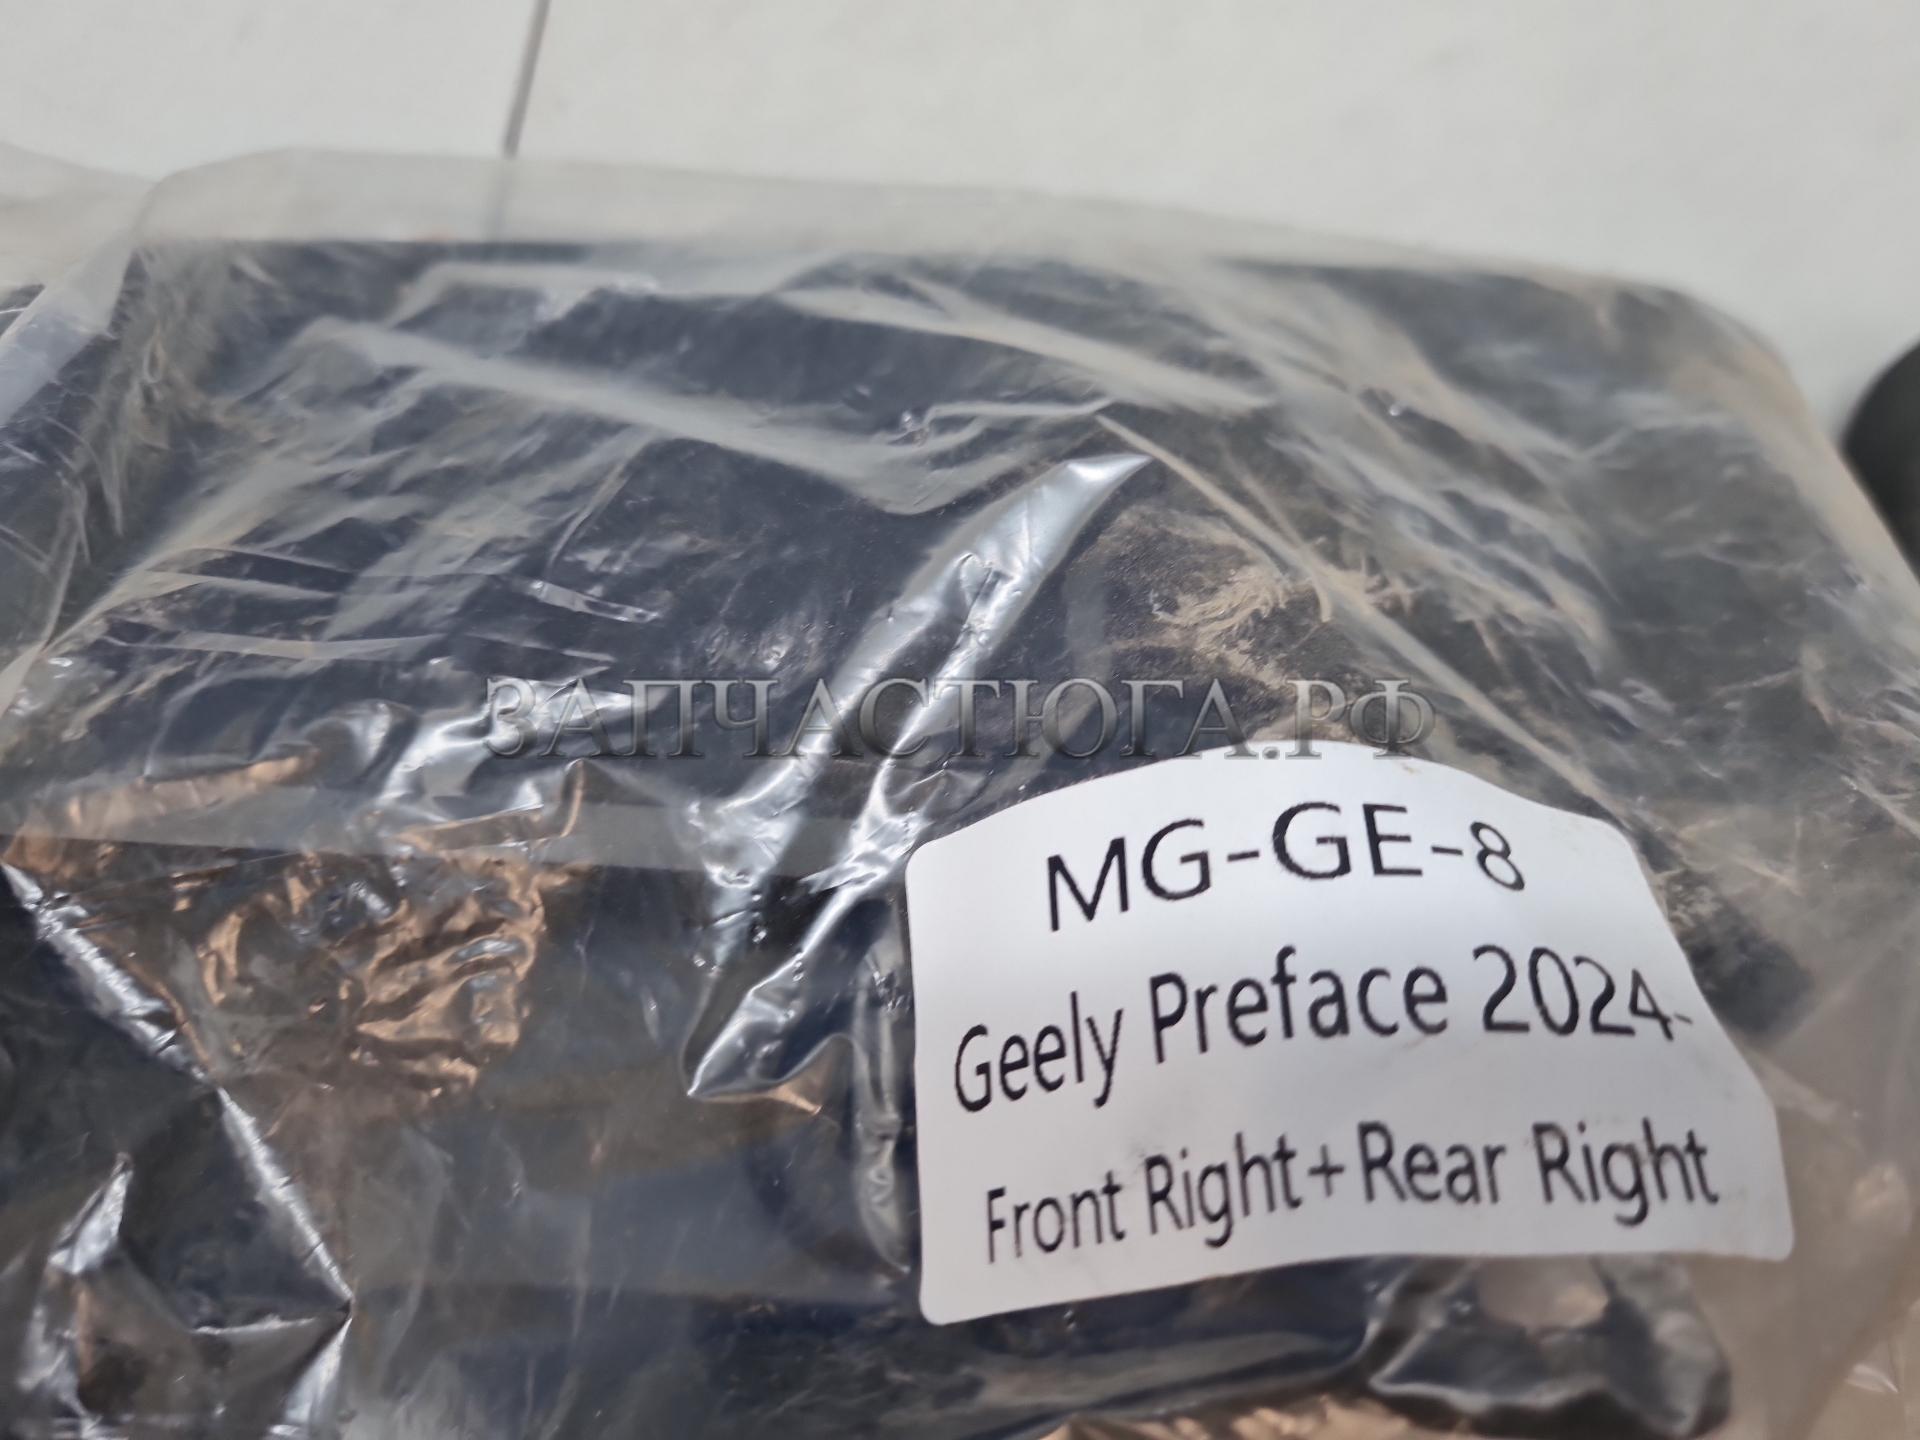 ЗАПЧАСТЮГА.РФ
MG-GE-8
Geely Preface 2024-
Front Right+Rear Right